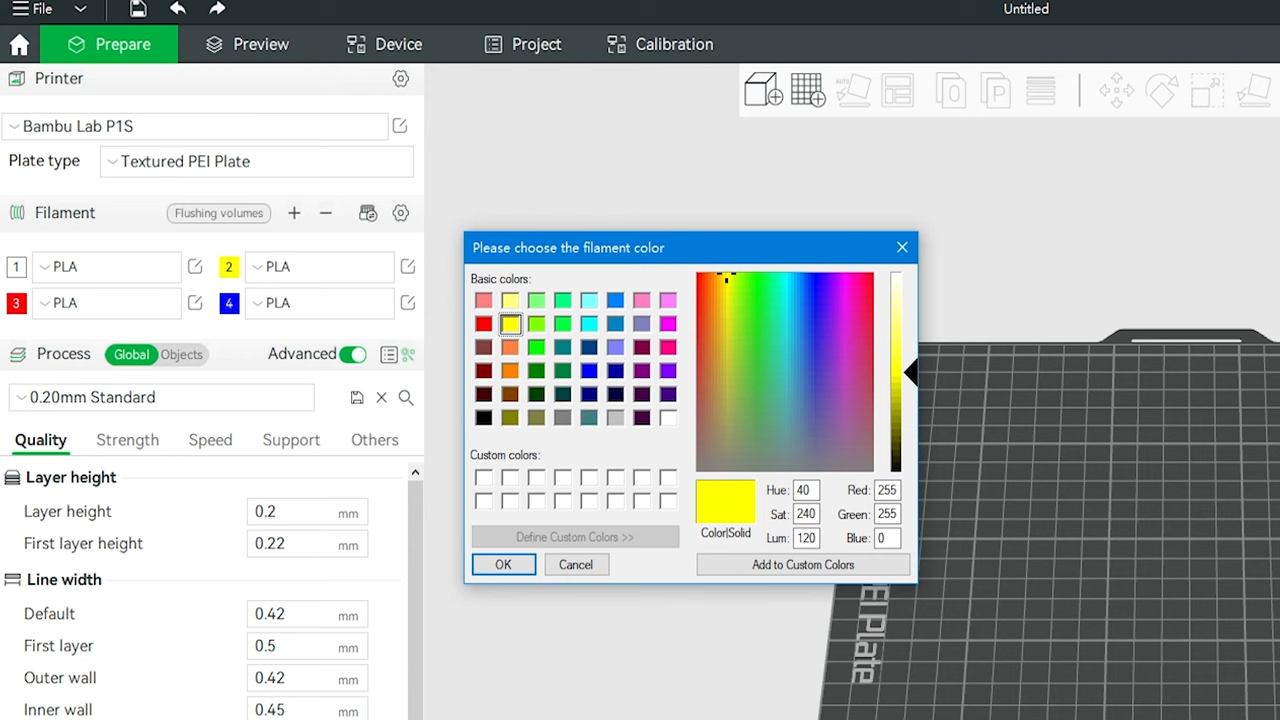 File
Untitled
Prepare
Preview
Device
Project
Calibration
Printer
Bambu Lab P1S
Plate type
Textured PEI Plate
Filament
Flushing volumes
1 PLA
2 PLA
3 PLA
4 PLA
Process
Global
Objects
Advanced
0.20mm Standard
Quality
Strength
Speed
Support
Others
Layer height
Layer height 0.2 mm
First layer height 0.22 mm
Line width
Default 0.42 mm
First layer 0.5 mm
Outer wall 0.42 mm
Inner wall 0.45 mm
AUTO
O
P
Please choose the filament color
Basic colors:
Custom colors:
Define Custom Colors >>
OK
Cancel
Color|Solid
Hue: 40
Sat: 240
Lum: 120
Red: 255
Green: 255
Blue: 0
Add to Custom Colors
EI Plate